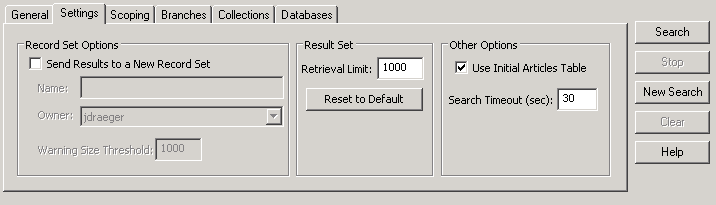 General Settings Scoping Branches Collections Databases
Record Set Options
Send Results to a New Record Set
Name:
Owner: jdraeger
Warning Size Threshold: 1000
Result Set
Retrieval Limit: 1000
Reset to Default
Other Options
Use Initial Articles Table
Search Timeout (sec): 30
Search
Stop
New Search
Clear
Help